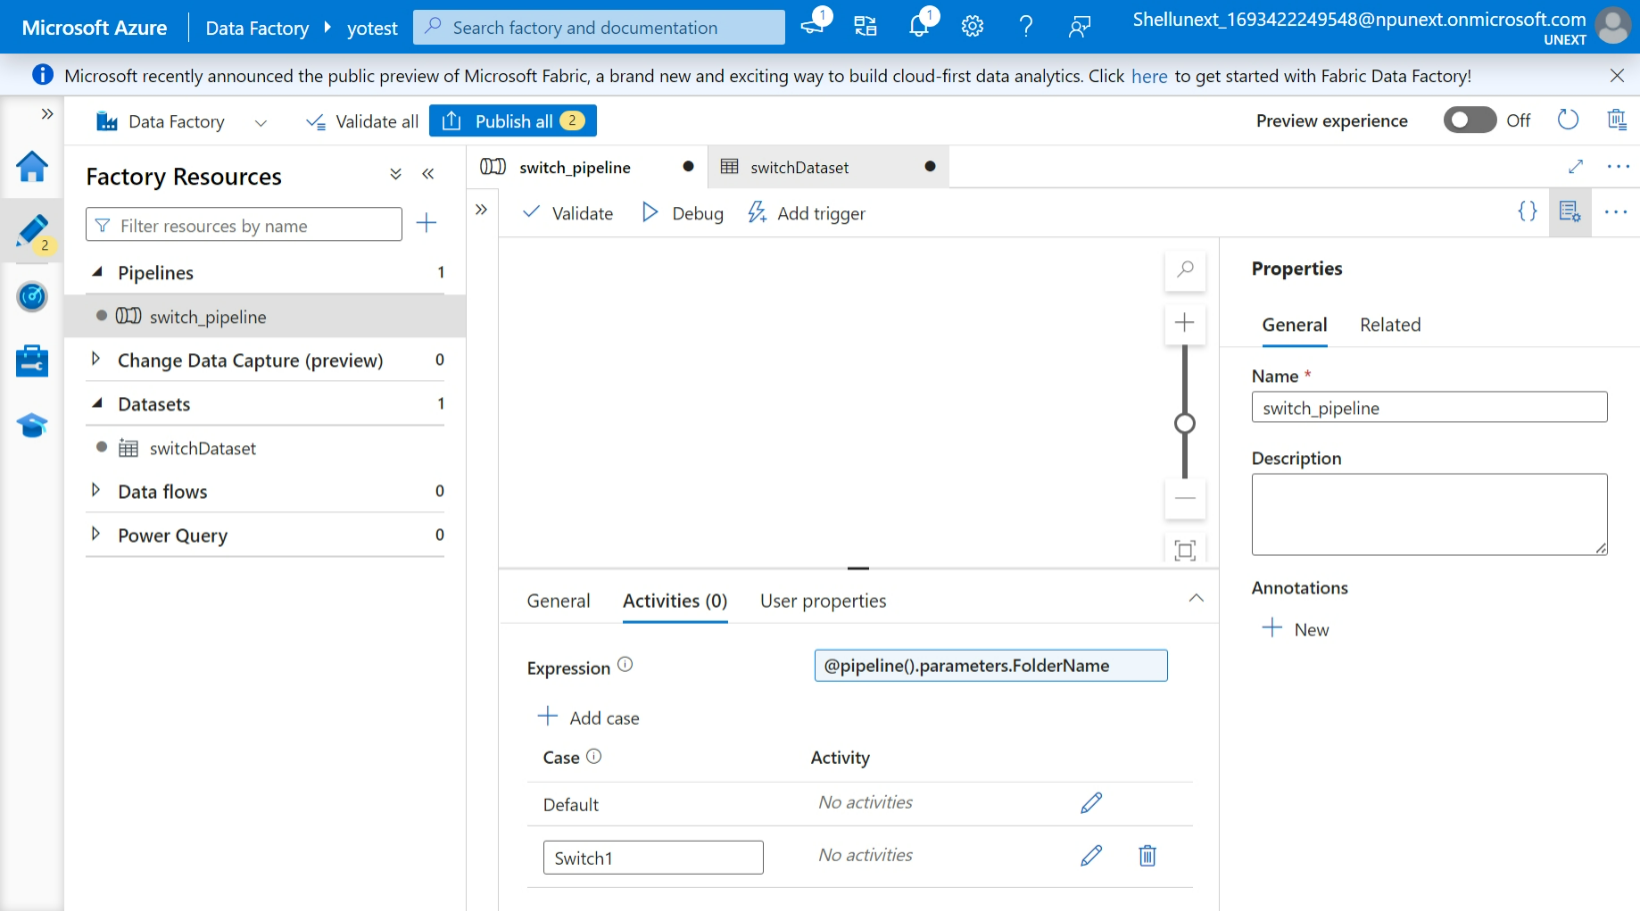 Microsoft Azure
Data Factory
yotest
Search factory and documentation
1
1
Shellunext_1693422249548@npunext.onmicrosoft.com
UNEXT
Microsoft recently announced the public preview of Microsoft Fabric, a brand new and exciting way to build cloud-first data analytics. Click here to get started with Fabric Data Factory!
Data Factory
Validate all
Publish all 2
Preview experience
Off
Factory Resources
switch_pipeline
switchDataset
Filter resources by name
Validate
Debug
Add trigger
2
Pipelines 1
switch_pipeline
Change Data Capture (preview) 0
Datasets 1
switchDataset
Data flows 0
Power Query 0
Properties
General
Related
Name *
switch_pipeline
Description
Annotations
New
General
Activities (0)
User properties
Expression
@pipeline().parameters.FolderName
Add case
Case
Activity
Default
No activities
Switch1
No activities